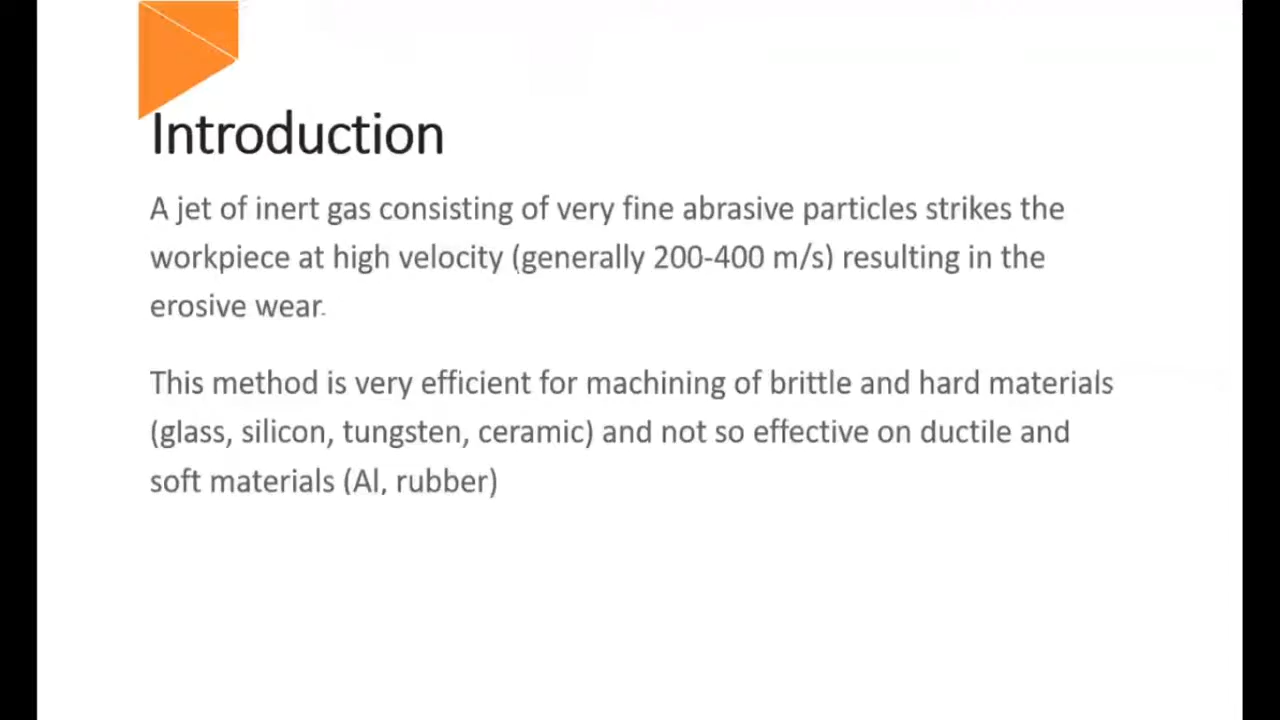 Introduction
A jet of inert gas consisting of very fine abrasive particles strikes the
workpiece at high velocity (generally 200-400 m/s) resulting in the
erosive wear.
This method is very efficient for machining of brittle and hard materials
(glass, silicon, tungsten, ceramic) and not so effective on ductile and
soft materials (Al, rubber)